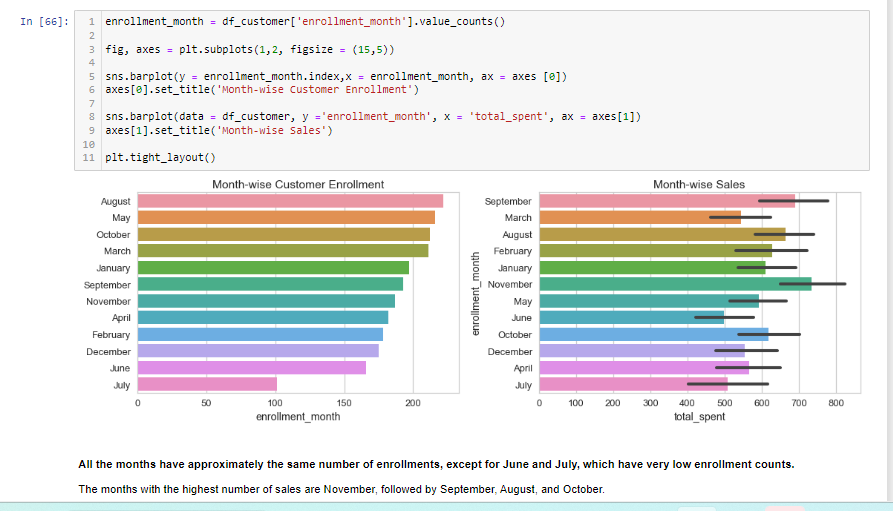 In [66]:
1 enrollment_month = df_customer['enrollment_month'].value_counts()
2
3 fig, axes = plt.subplots(1,2, figsize = (15,5))
4
5 sns.barplot(y = enrollment_month.index,x = enrollment_month, ax = axes [0])
6 axes[0].set_title('Month-wise Customer Enrollment')
7
8 sns.barplot(data = df_customer, y ='enrollment_month', x = 'total_spent', ax = axes[1])
9 axes[1].set_title('Month-wise Sales')
10
11 plt.tight_layout()
Month-wise Customer Enrollment
August
May
October
March
January
September
November
April
February
December
June
July
0 50 100 150 200
enrollment_month
Month-wise Sales
enrollment_month
September
March
August
February
January
November
May
June
October
December
April
July
0 100 200 300 400 500 600 700 800
total_spent
All the months have approximately the same number of enrollments, except for June and July, which have very low enrollment counts.
The months with the highest number of sales are November, followed by September, August, and October.